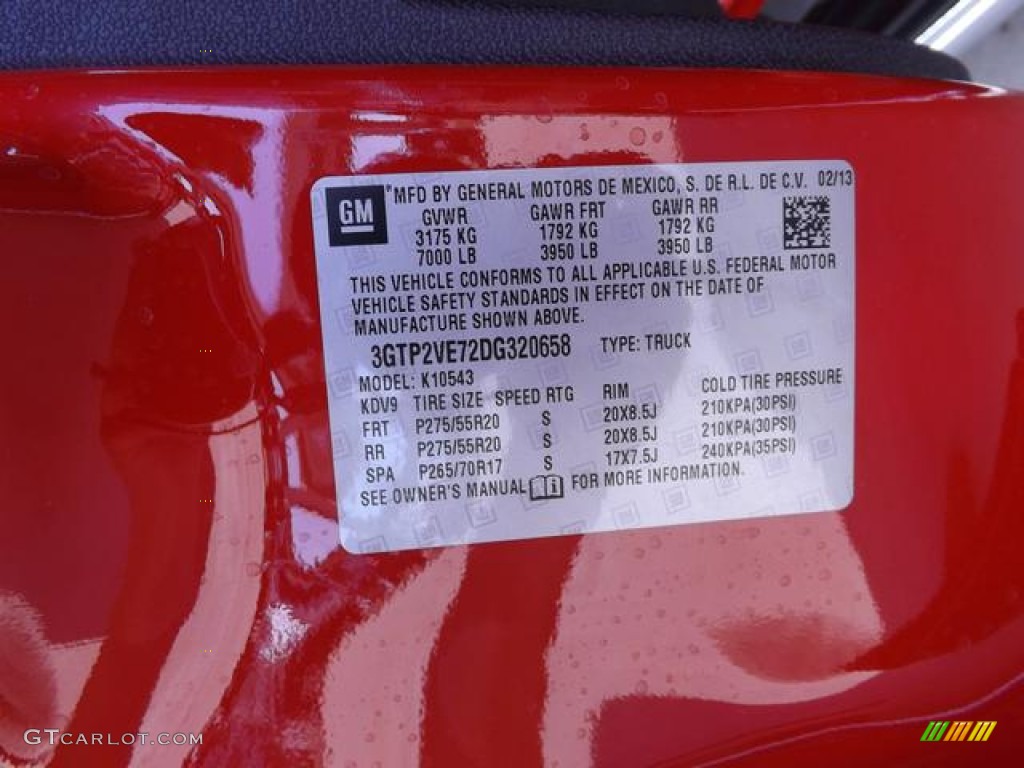 GM
*MFD BY GENERAL MOTORS DE MEXICO, S. DE R.L. DE C.V. 02/13
GVWR GAWR FRT GAWR RR
3175 KG 1792 KG 1792 KG
7000 LB 3950 LB 3950 LB
THIS VEHICLE CONFORMS TO ALL APPLICABLE U.S. FEDERAL MOTOR
VEHICLE SAFETY STANDARDS IN EFFECT ON THE DATE OF
MANUFACTURE SHOWN ABOVE.
3GTP2VE72DG320658 TYPE: TRUCK
MODEL: K10543
KDV9 TIRE SIZE SPEED RTG RIM COLD TIRE PRESSURE
FRT P275/55R20 S 20X8.5J 210KPA(30PSI)
RR P275/55R20 S 20X8.5J 210KPA(30PSI)
SPA P265/70R17 S 17X7.5J 240KPA(35PSI)
SEE OWNER'S MANUAL FOR MORE INFORMATION.
GTCARLOT.COM